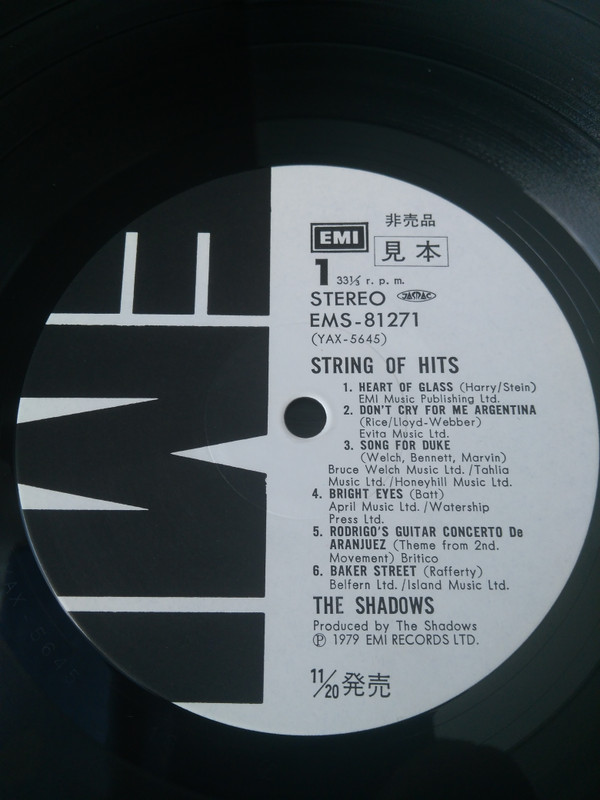 非売品
EMI
見本
1 33⅓ r. p. m.
STEREO JASRAC
EMS-81271
(YAX-5645)
STRING OF HITS
1. HEART OF GLASS (Harry/Stein)
EMI Music Publishing Ltd.
2. DON'T CRY FOR ME ARGENTINA
(Rice/Lloyd-Webber)
Evita Music Ltd.
3. SONG FOR DUKE
(Welch, Bennett, Marvin)
Bruce Welch Music Ltd./Tahlia
Music Ltd./Honeyhill Music Ltd.
4. BRIGHT EYES (Batt)
April Music Ltd./Watership
Press Ltd.
5. RODRIGO'S GUITAR CONCERTO De
ARANJUEZ (Theme from 2nd.
Movement) Britico
6. BAKER STREET (Rafferty)
Belfern Ltd./Island Music Ltd.
THE SHADOWS
Produced by The Shadows
Ⓟ 1979 EMI RECORDS LTD.
11/20発売
EMI